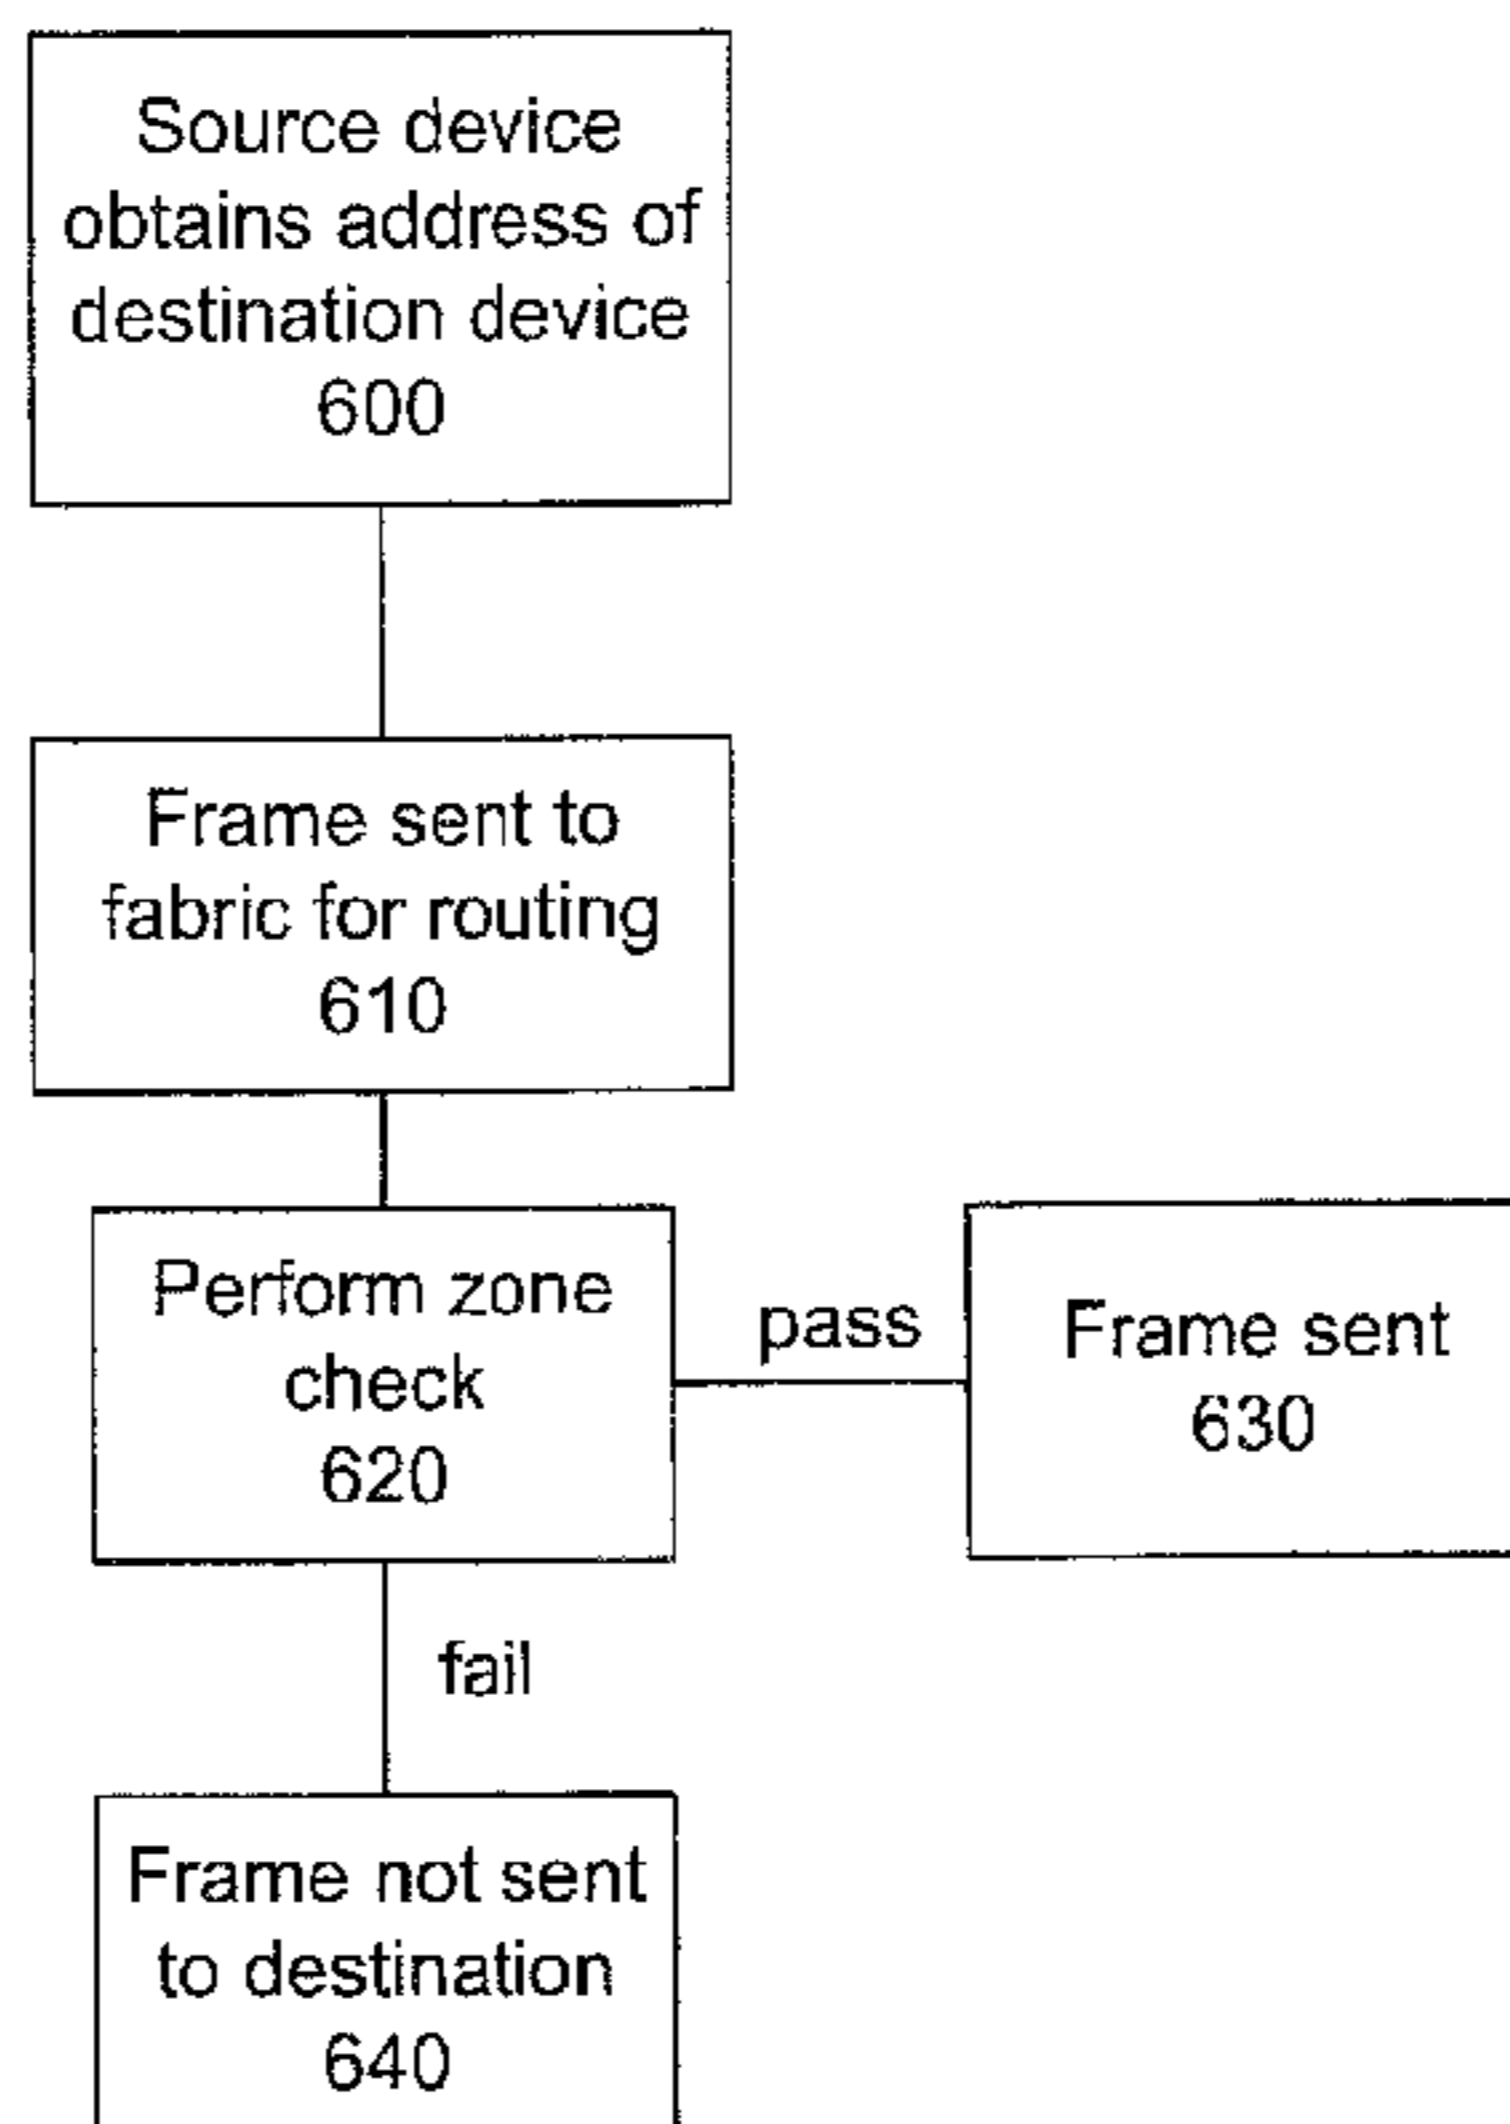 Source device
obtains address of
destination device
600
Frame sent to
fabric for routing
610
Perform zone
check
620
pass
Frame sent
630
fail
Frame not sent
to destination
640